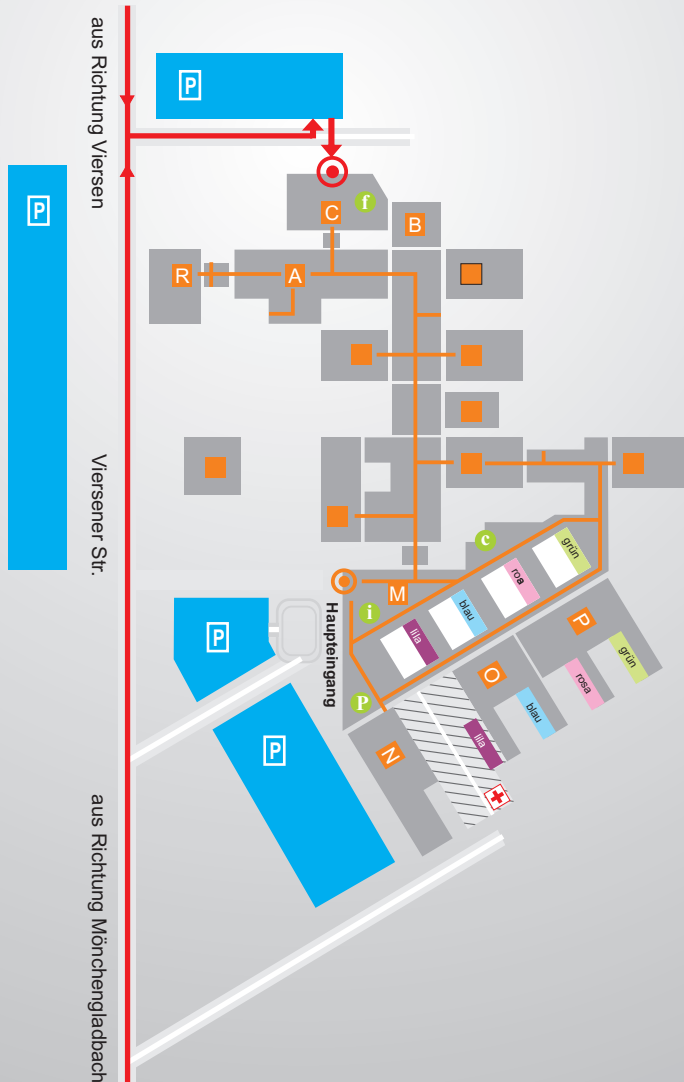 aus Richtung Viersen
P
P
f
C
B
R
A
Viersener Str.
c
grün
rosa
blau
lila
M
i
Haupteingang
P
P
grün
rosa
O
blau
lila
P
N
P
aus Richtung Mönchengladbach